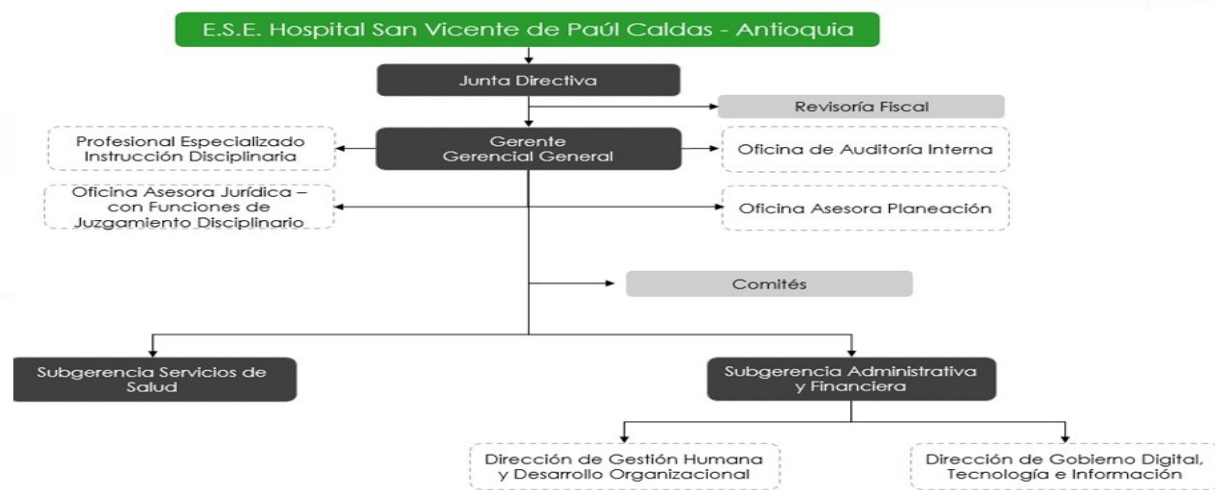 E.S.E. Hospital San Vicente de Paúl Caldas - Antioquia
Junta Directiva
Revisoría Fiscal
Profesional Especializado
Instrucción Disciplinaria
Gerente
Gerencial General
Oficina de Auditoría Interna
Oficina Asesora Jurídica –
con Funciones de
Juzgamiento Disciplinario
Oficina Asesora Planeación
Comités
Subgerencia Servicios de
Salud
Subgerencia Administrativa
y Financiera
Dirección de Gestión Humana
y Desarrollo Organizacional
Dirección de Gobierno Digital,
Tecnología e Información